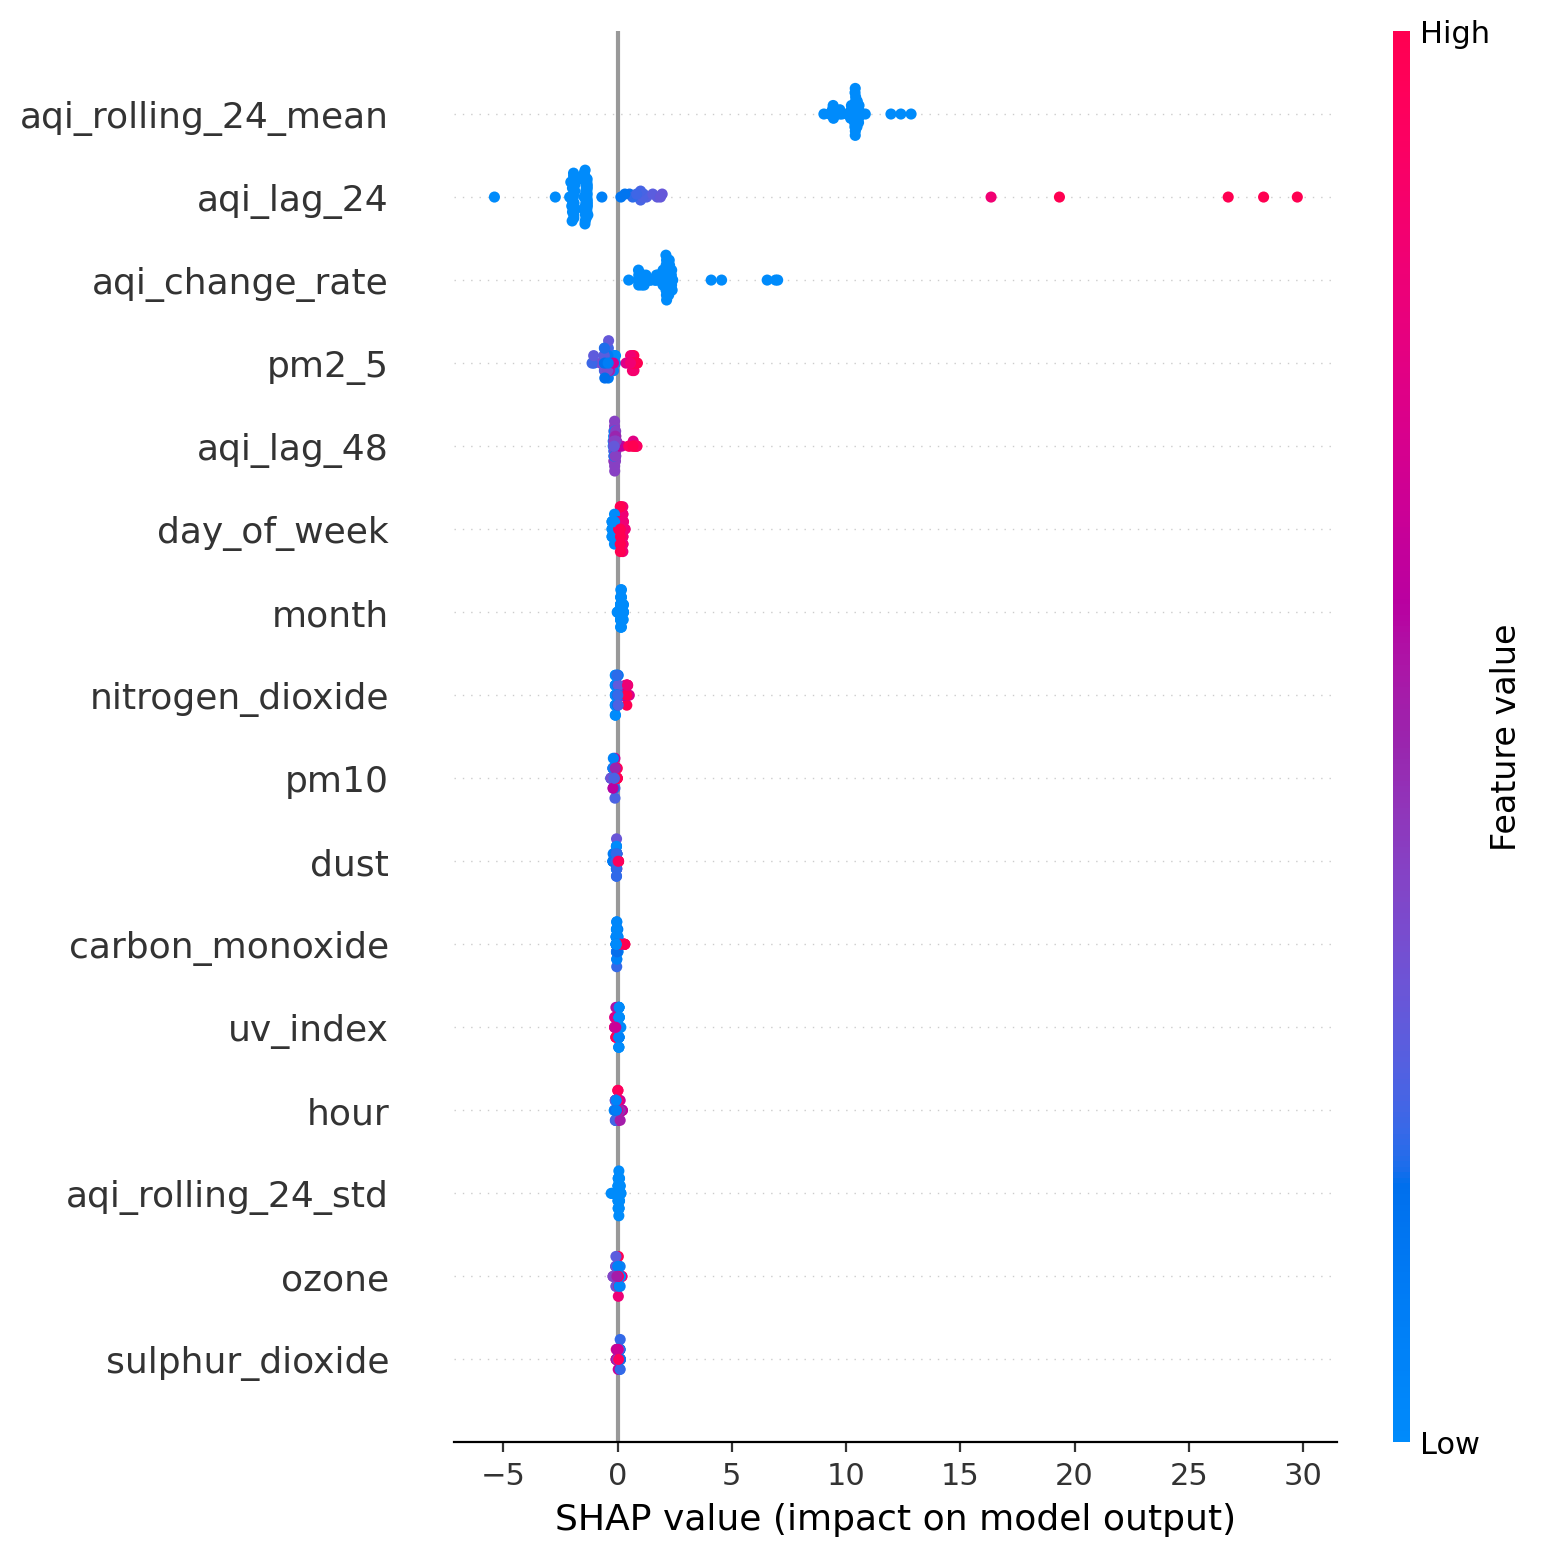 High
aqi_rolling_24_mean
aqi_lag_24
aqi_change_rate
pm2_5
aqi_lag_48
day_of_week
month
nitrogen_dioxide
pm10
dust
carbon_monoxide
uv_index
hour
aqi_rolling_24_std
ozone
sulphur_dioxide
Feature value
Low
−5 0 5 10 15 20 25 30
SHAP value (impact on model output)